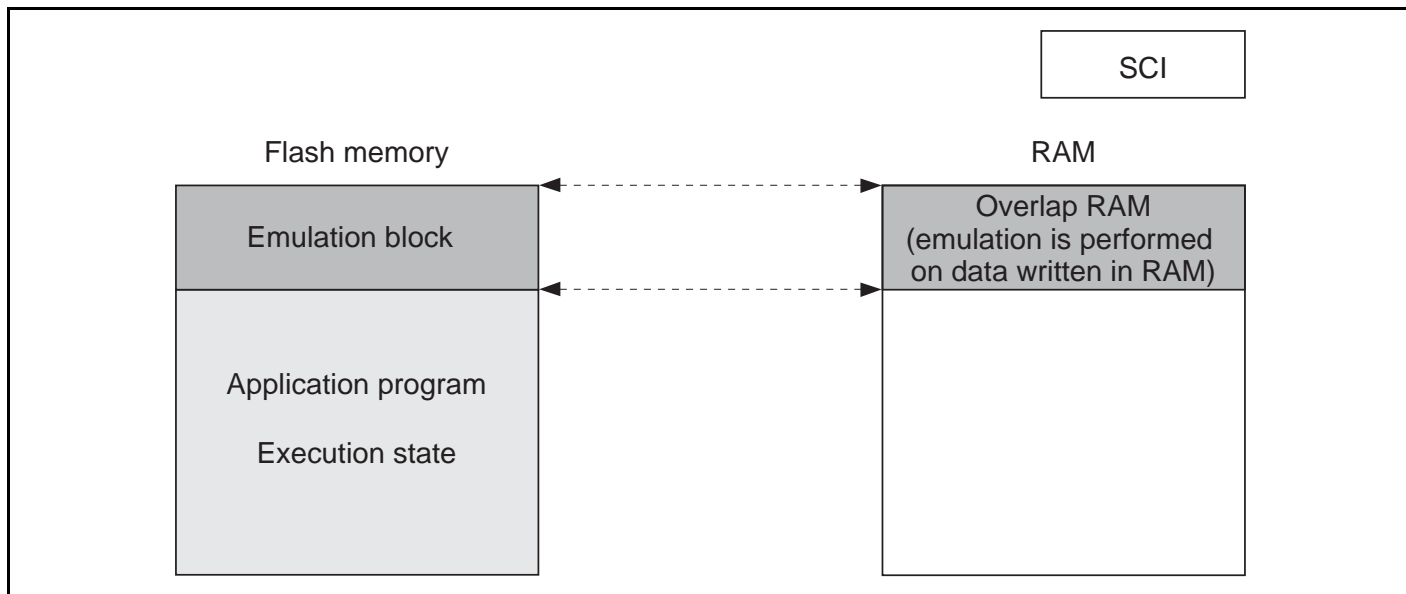 SCI
Flash memory
RAM
Emulation block
Overlap RAM
(emulation is performed
on data written in RAM)
Application program
Execution state